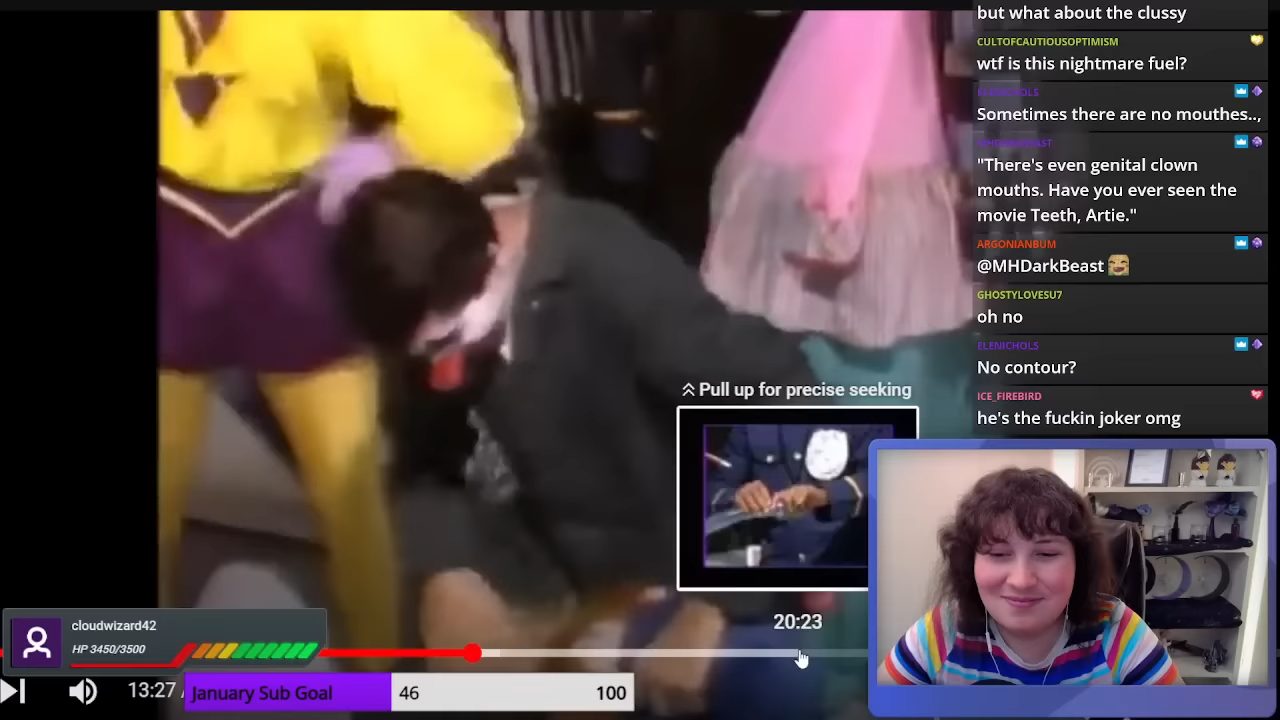 but what about the clussy
CULTOFCAUTIOUSOPTIMISM
wtf is this nightmare fuel?
ELENICHOLS
Sometimes there are no mouthes..,
MHDARKBEAST
"There's even genital clown
mouths. Have you ever seen the
movie Teeth, Artie."
ARGONIANBUM
@MHDarkBeast
GHOSTYLOVESU7
oh no
ELENICHOLS
No contour?
ICE_FIREBIRD
he's the fuckin joker omg
Pull up for precise seeking
20:23
cloudwizard42
HP 3450/3500
13:27 /
January Sub Goal
46
100